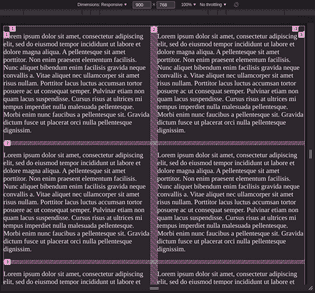 Dimensions: Responsive 900 × 768 100% No throttling
Lorem ipsum dolor sit amet, consectetur adipiscing
elit, sed do eiusmod tempor incididunt ut labore et
dolore magna aliqua. A pellentesque sit amet
porttitor. Non enim praesent elementum facilisis.
Nunc aliquet bibendum enim facilisis gravida neque
convallis a. Vitae aliquet nec ullamcorper sit amet
risus nullam. Porttitor lacus luctus accumsan tortor
posuere ac ut consequat semper. Pulvinar etiam non
quam lacus suspendisse. Cursus risus at ultrices mi
tempus imperdiet nulla malesuada pellentesque.
Morbi enim nunc faucibus a pellentesque sit. Gravida
dictum fusce ut placerat orci nulla pellentesque
dignissim.
Lorem ipsum dolor sit amet, consectetur adipiscing
elit, sed do eiusmod tempor incididunt ut labore et
dolore magna aliqua. A pellentesque sit amet
porttitor. Non enim praesent elementum facilisis.
Nunc aliquet bibendum enim facilisis gravida neque
convallis a. Vitae aliquet nec ullamcorper sit amet
risus nullam. Porttitor lacus luctus accumsan tortor
posuere ac ut consequat semper. Pulvinar etiam non
quam lacus suspendisse. Cursus risus at ultrices mi
tempus imperdiet nulla malesuada pellentesque.
Morbi enim nunc faucibus a pellentesque sit. Gravida
dictum fusce ut placerat orci nulla pellentesque
dignissim.
Lorem ipsum dolor sit amet, consectetur adipiscing
elit, sed do eiusmod tempor incididunt ut labore et
dolore magna aliqua. A pellentesque sit amet
porttitor. Non enim praesent elementum facilisis.
Nunc aliquet bibendum enim facilisis gravida neque
convallis a. Vitae aliquet nec ullamcorper sit amet
risus nullam. Porttitor lacus luctus accumsan tortor
posuere ac ut consequat semper. Pulvinar etiam non
quam lacus suspendisse. Cursus risus at ultrices mi
tempus imperdiet nulla malesuada pellentesque.
Morbi enim nunc faucibus a pellentesque sit. Gravida
dictum fusce ut placerat orci nulla pellentesque
dignissim.
Lorem ipsum dolor sit amet, consectetur adipiscing
elit, sed do eiusmod tempor incididunt ut labore et
dolore magna aliqua. A pellentesque sit amet
porttitor. Non enim praesent elementum facilisis.
Nunc aliquet bibendum enim facilisis gravida neque
convallis a. Vitae aliquet nec ullamcorper sit amet
risus nullam. Porttitor lacus luctus accumsan tortor
posuere ac ut consequat semper. Pulvinar etiam non
quam lacus suspendisse. Cursus risus at ultrices mi
tempus imperdiet nulla malesuada pellentesque.
Morbi enim nunc faucibus a pellentesque sit. Gravida
dictum fusce ut placerat orci nulla pellentesque
dignissim.
Lorem ipsum dolor sit amet, consectetur adipiscing
elit, sed do eiusmod tempor incididunt ut labore et
Lorem ipsum dolor sit amet, consectetur adipiscing
elit, sed do eiusmod tempor incididunt ut labore et